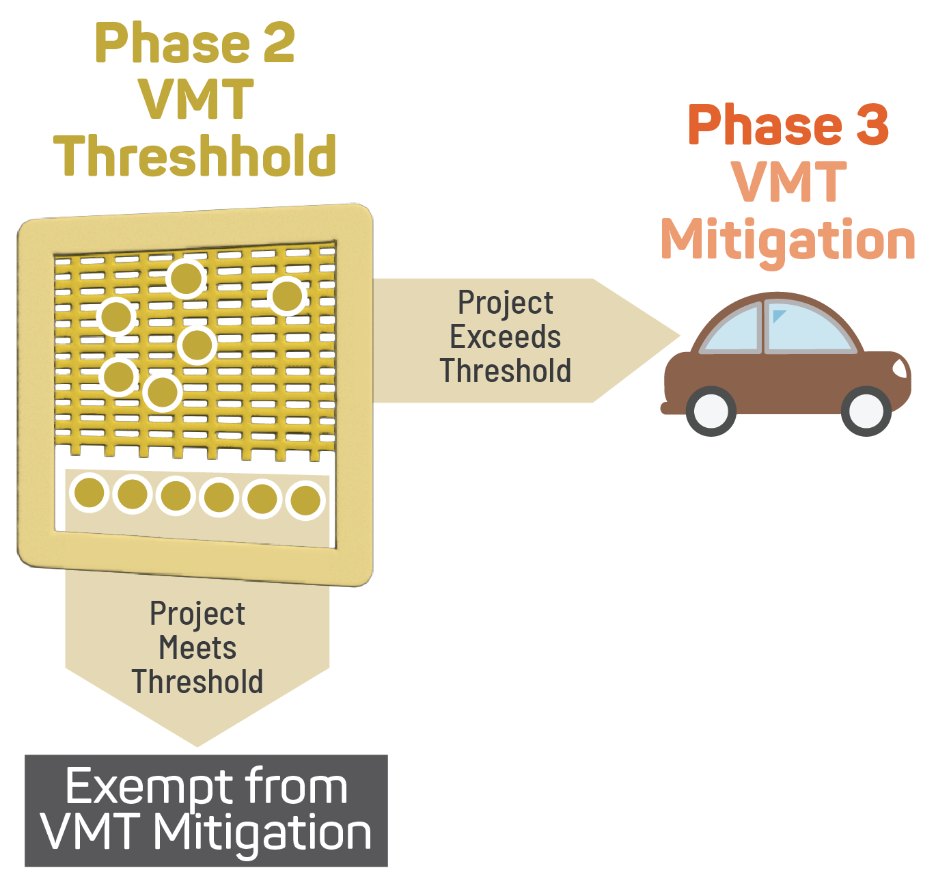 Phase 2
VMT
Threshhold
Phase 3
VMT
Mitigation
Project
Exceeds
Threshold
Project
Meets
Threshold
Exempt from
VMT Mitigation